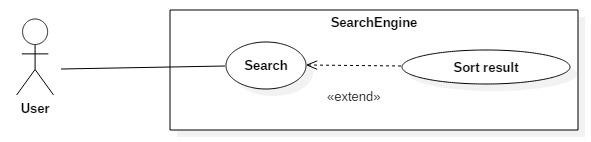 SearchEngine
Search
Sort result
«extend»
User